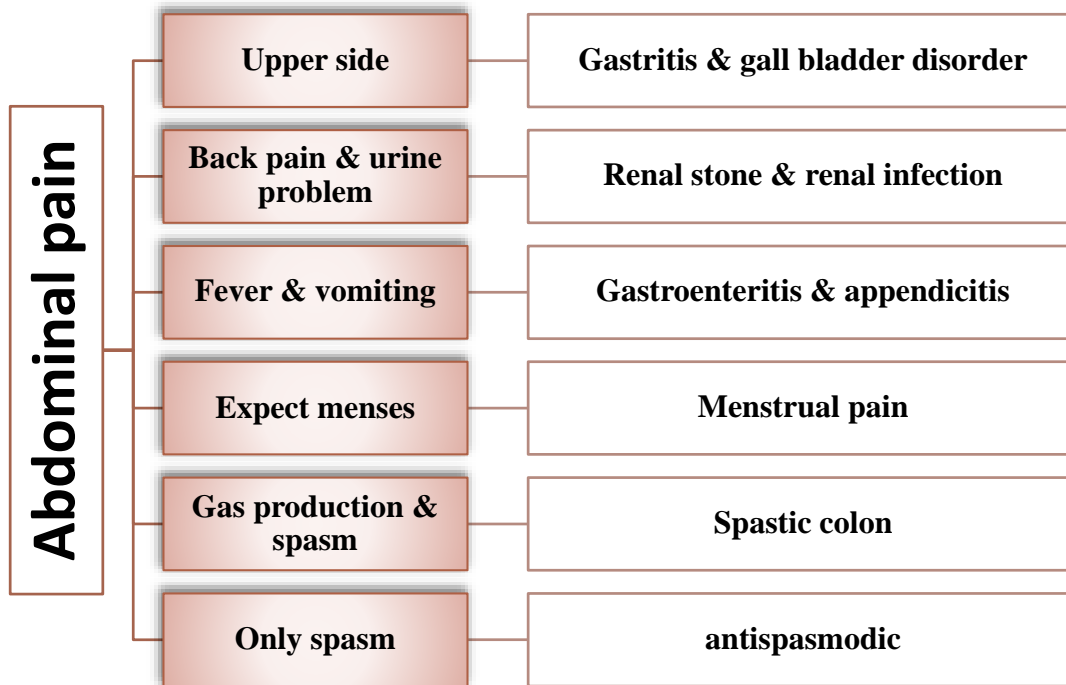 Abdominal pain
Upper side
Gastritis & gall bladder disorder
Back pain & urine
problem
Renal stone & renal infection
Fever & vomiting
Gastroenteritis & appendicitis
Expect menses
Menstrual pain
Gas production &
spasm
Spastic colon
Only spasm
antispasmodic